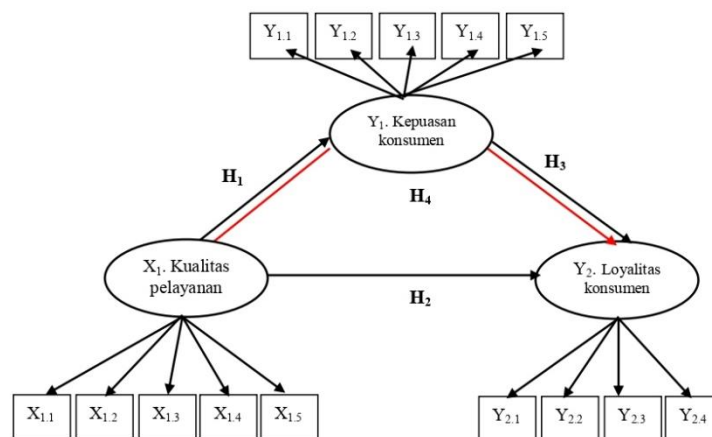 Y1.1 Y1.2 Y1.3 Y1.4 Y1.5
Y1. Kepuasan
konsumen
H1
H3
H4
X1. Kualitas
pelayanan
Y2. Loyalitas
konsumen
H2
X1.1 X1.2 X1.3 X1.4 X1.5
Y2.1 Y2.2 Y2.3 Y2.4